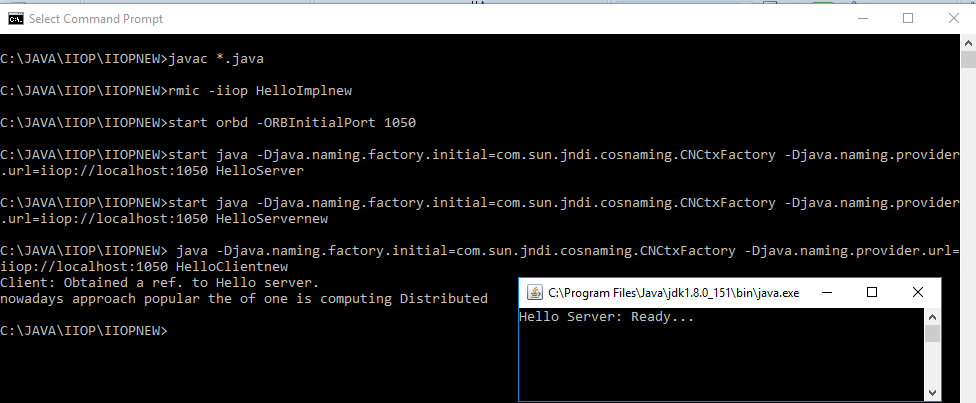 Select Command Prompt
C:\JAVA\IIOP\IIOPNEW>javac *.java
C:\JAVA\IIOP\IIOPNEW>rmic -iiop HelloImplnew
C:\JAVA\IIOP\IIOPNEW>start orbd -ORBInitialPort 1050
C:\JAVA\IIOP\IIOPNEW>start java -Djava.naming.factory.initial=com.sun.jndi.cosnaming.CNCtxFactory -Djava.naming.provider
.url=iiop://localhost:1050 HelloServer
C:\JAVA\IIOP\IIOPNEW>start java -Djava.naming.factory.initial=com.sun.jndi.cosnaming.CNCtxFactory -Djava.naming.provider
.url=iiop://localhost:1050 HelloServernew
C:\JAVA\IIOP\IIOPNEW> java -Djava.naming.factory.initial=com.sun.jndi.cosnaming.CNCtxFactory -Djava.naming.provider.url=
iiop://localhost:1050 HelloClientnew
Client: Obtained a ref. to Hello server.
nowadays approach popular the of one is computing Distributed
C:\JAVA\IIOP\IIOPNEW>
C:\Program Files\Java\jdk1.8.0_151\bin\java.exe
Hello Server: Ready...